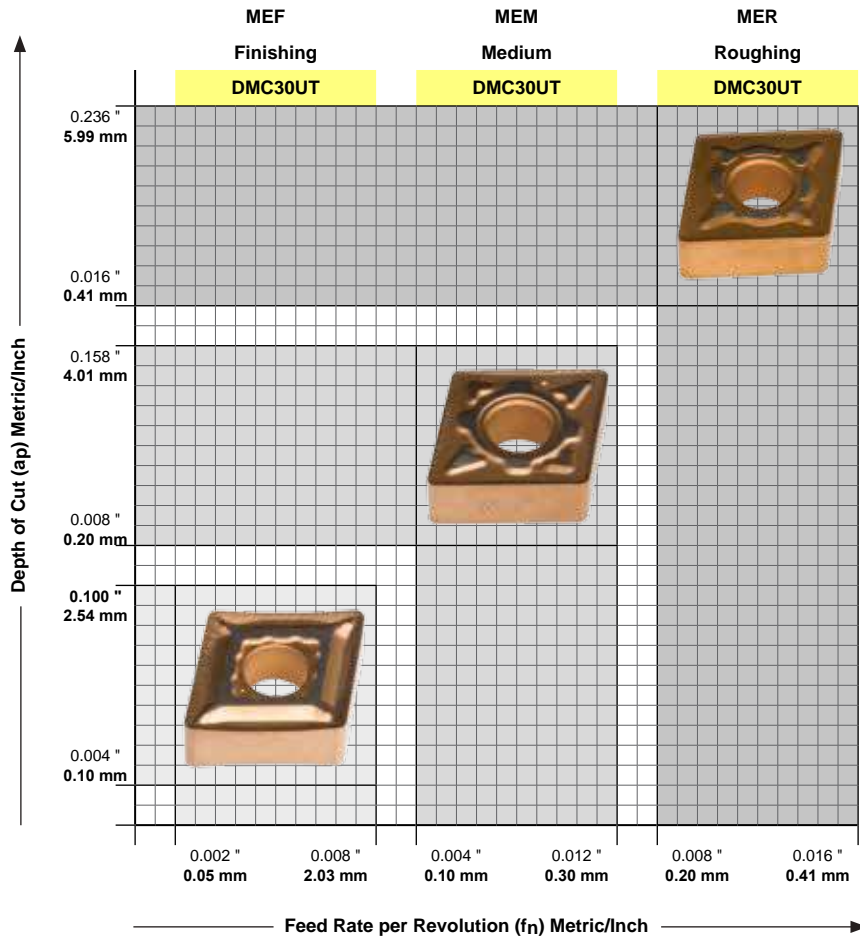 MEF MEM MER
Finishing Medium Roughing
DMC30UT DMC30UT DMC30UT
0.236 "
5.99 mm
0.016 "
0.41 mm
0.158 "
4.01 mm
0.008 "
0.20 mm
0.100 "
2.54 mm
0.004 "
0.10 mm
Depth of Cut (ap) Metric/Inch
0.002 " 0.008 " 0.004 " 0.012 " 0.008 " 0.016 "
0.05 mm 2.03 mm 0.10 mm 0.30 mm 0.20 mm 0.41 mm
Feed Rate per Revolution (fn) Metric/Inch